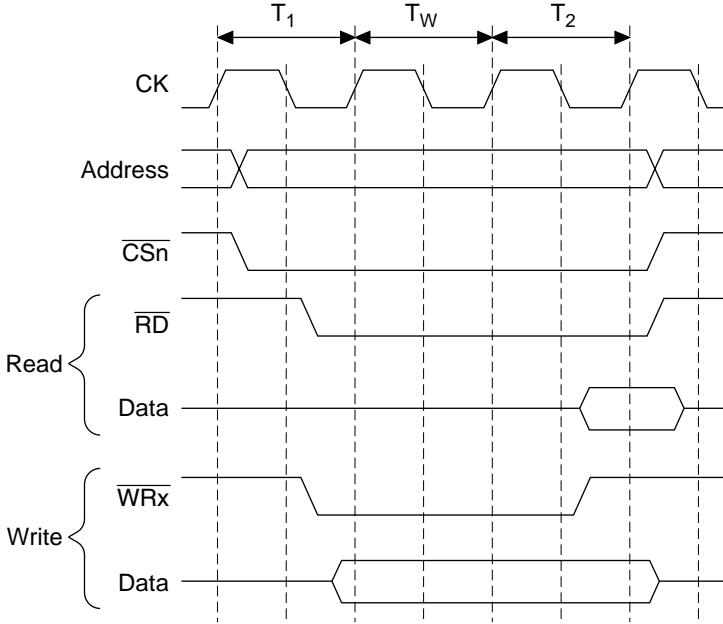 T1 TW T2
CK
Address
CSn
RD
Read
Data
WRx
Write
Data